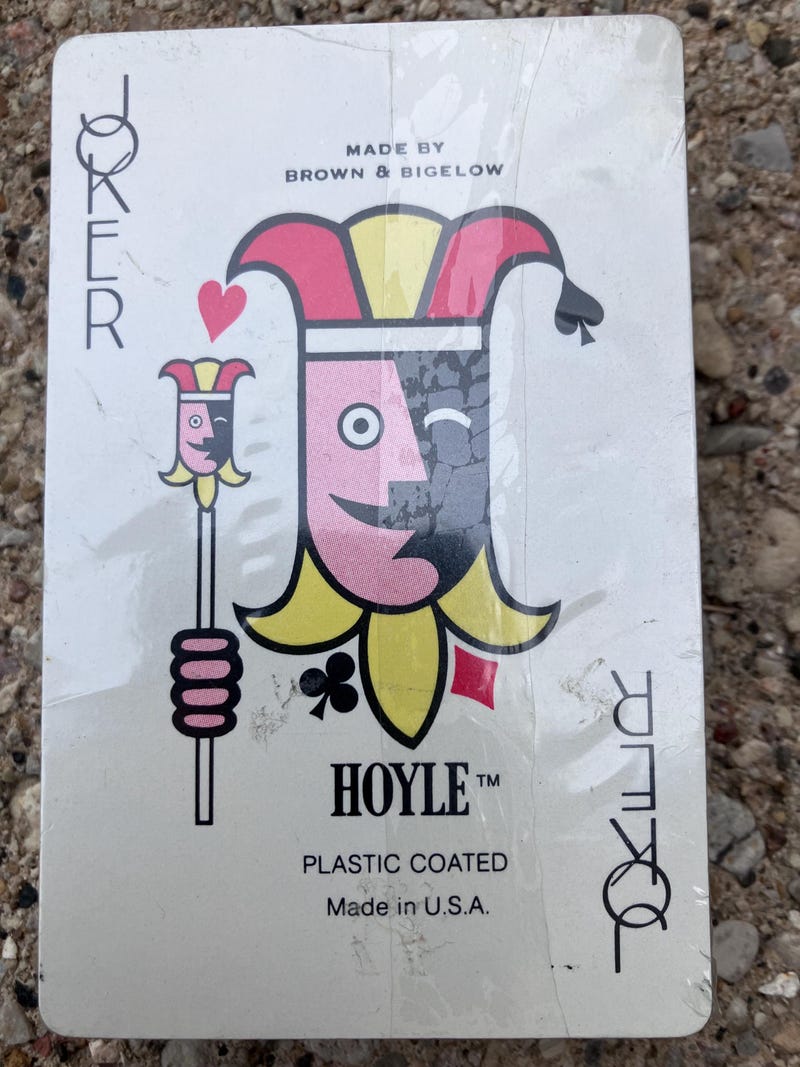 JOKER
MADE BY
BROWN & BIGELOW
HOYLE™
PLASTIC COATED
Made in U.S.A.
JOKER